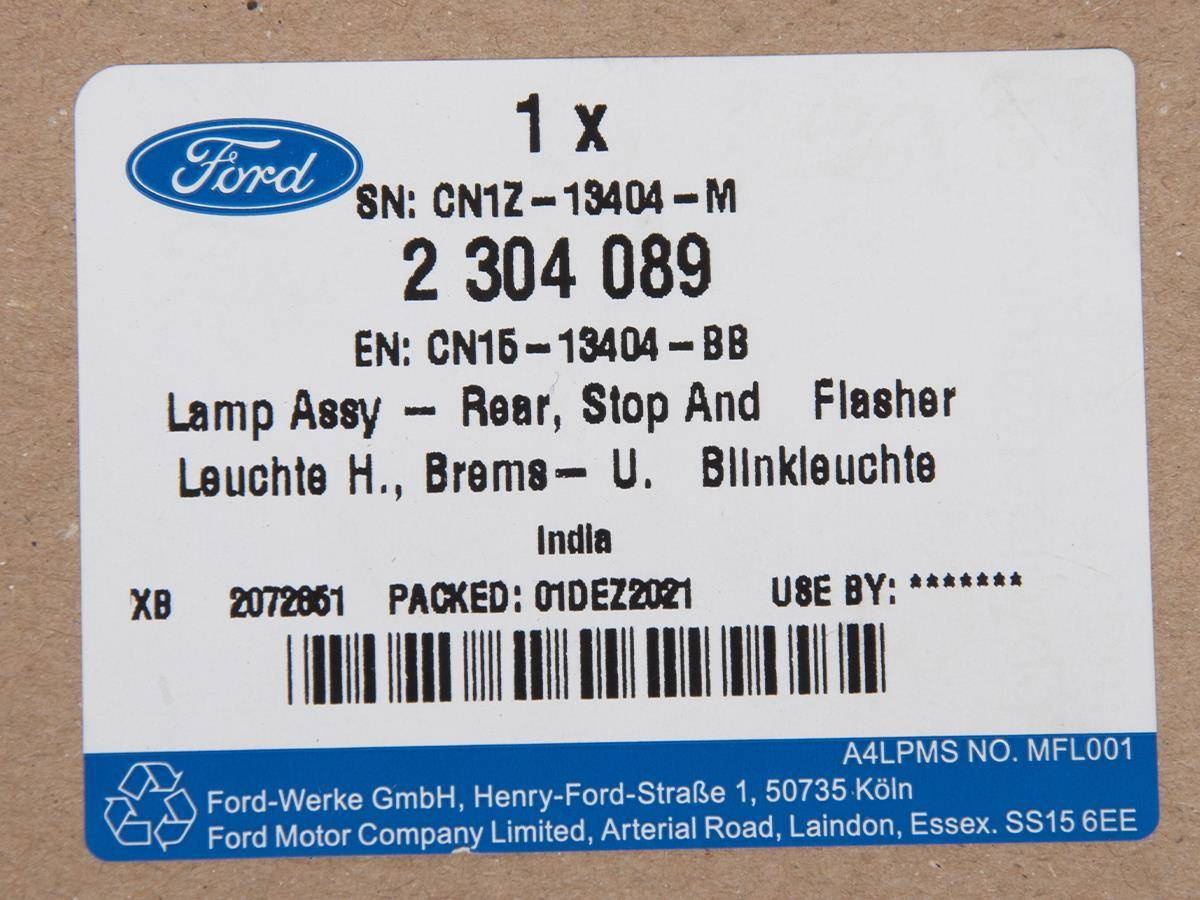 1 x
Ford
SN: CN1Z-13404-M
2 304 089
EN: CN15-13404-BB
Lamp Assy - Rear, Stop And Flasher
Leuchte H., Brems- U. Blinkleuchte
India
XB 2072851 PACKED: 01DEZ2021 USE BY: *******
A4LPMS NO. MFL001
Ford-Werke GmbH, Henry-Ford-Straße 1, 50735 Köln
Ford Motor Company Limited, Arterial Road, Laindon, Essex. SS15 6EE